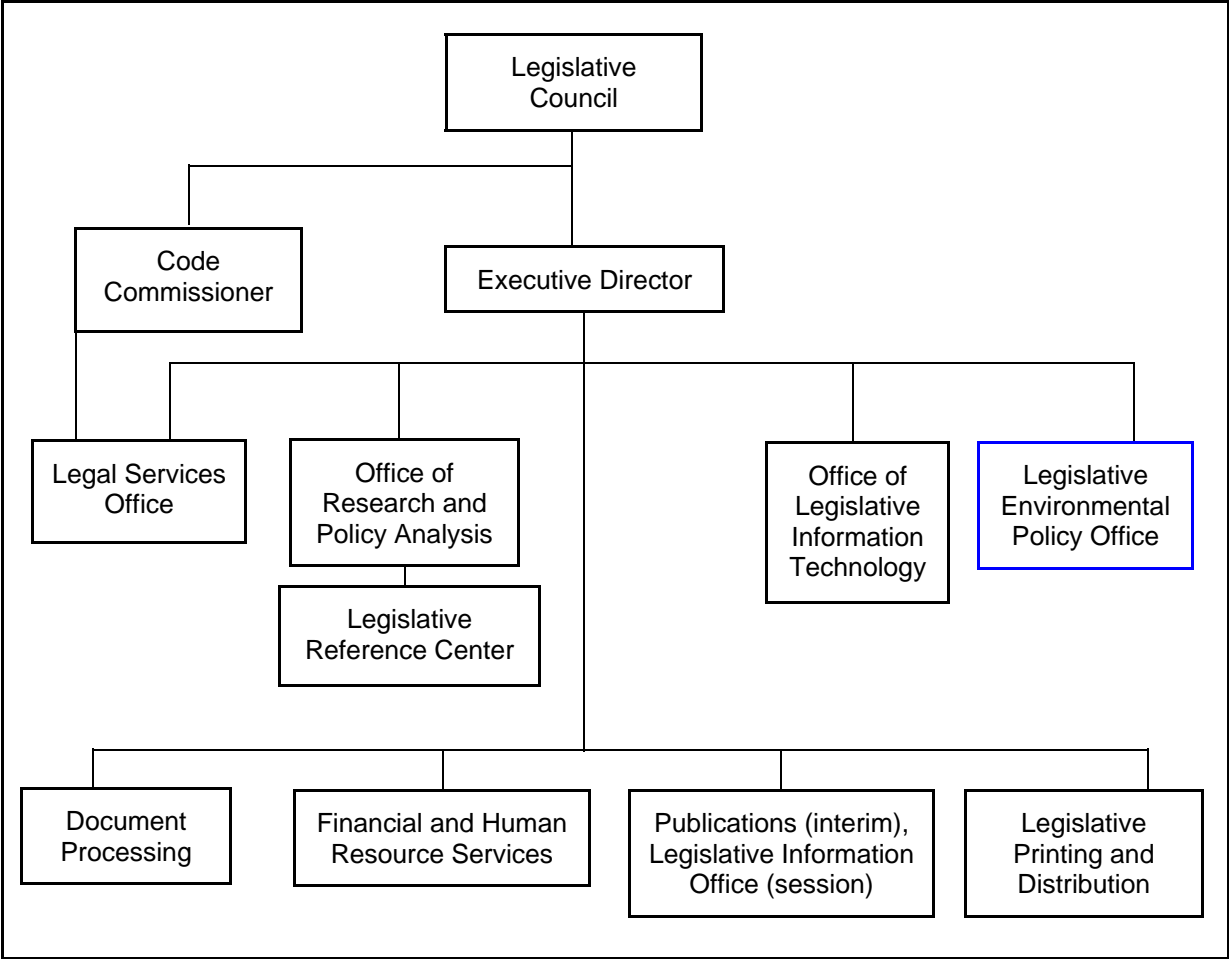 Legislative
Council
Code
Commissioner
Executive Director
Legal Services
Office
Office of
Research and
Policy Analysis
Office of
Legislative
Information
Technology
Legislative
Environmental
Policy Office
Legislative
Reference Center
Document
Processing
Financial and Human
Resource Services
Publications (interim),
Legislative Information
Office (session)
Legislative
Printing and
Distribution